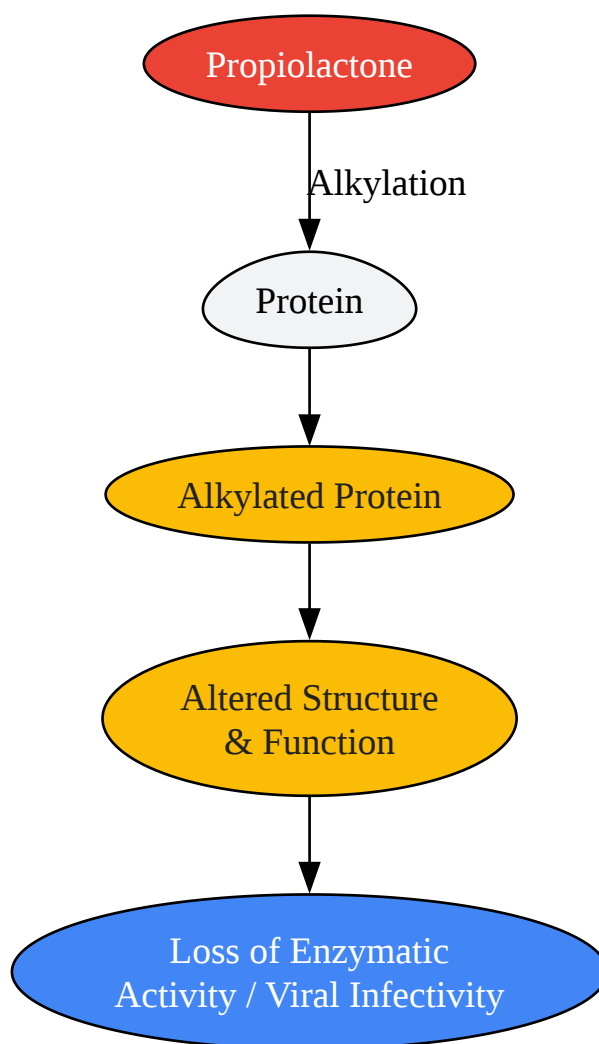 Propiolactone
Alkylation
Protein
Alkylated Protein
Altered Structure
& Function
Loss of Enzymatic
Activity / Viral Infectivity